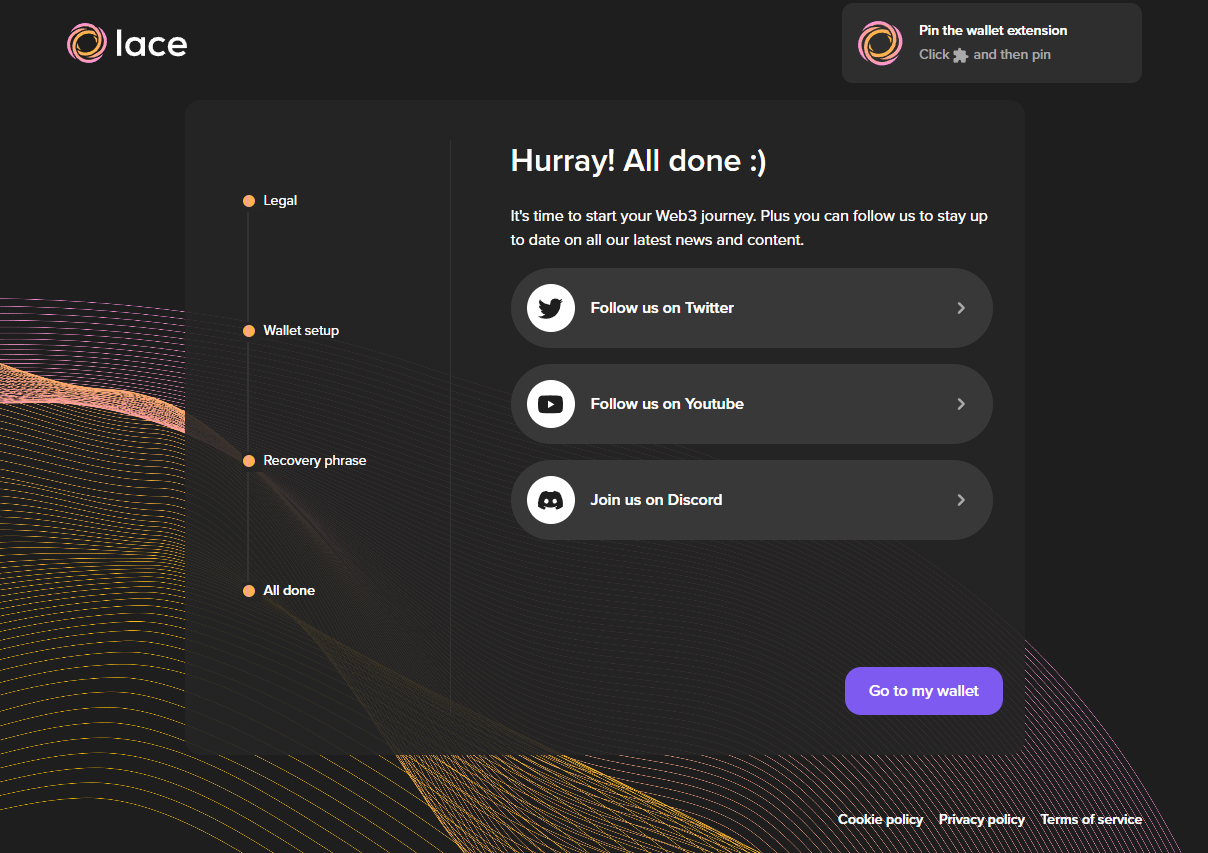 lace
Pin the wallet extension
Click and then pin
Legal
Wallet setup
Recovery phrase
All done
Hurray! All done :)
It's time to start your Web3 journey. Plus you can follow us to stay up
to date on all our latest news and content.
Follow us on Twitter
Follow us on Youtube
Join us on Discord
Go to my wallet
Cookie policy Privacy policy Terms of service